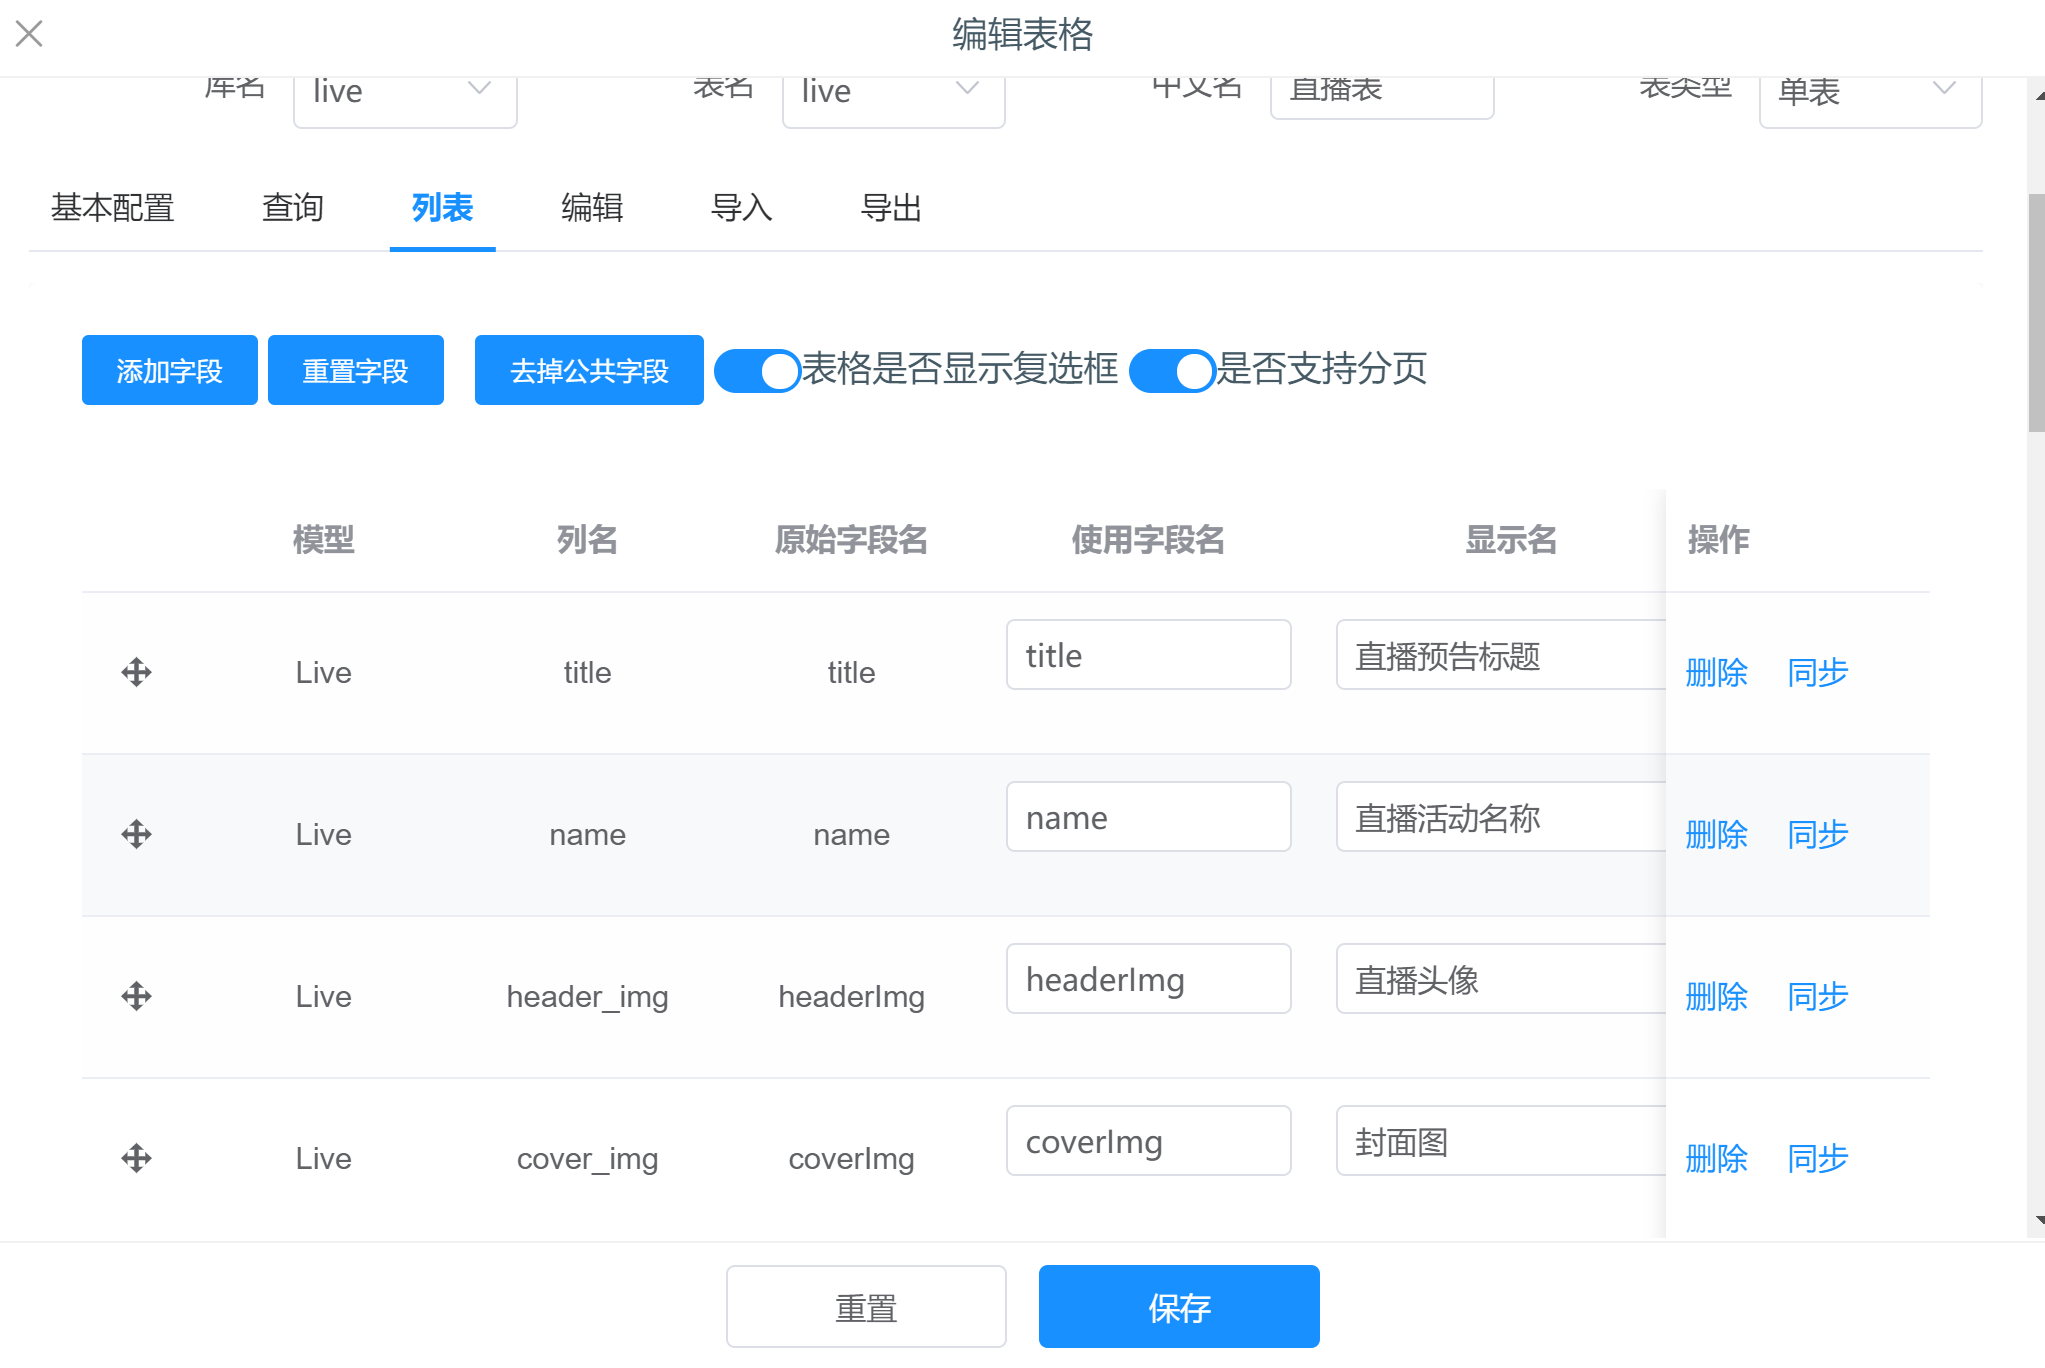 编辑表格
库名 live 表名 live 中文名 直播表 表类型 单表
基本配置 查询 列表 编辑 导入 导出
添加字段 重置字段 去掉公共字段 表格是否显示复选框 是否支持分页
模型 列名 原始字段名 使用字段名 显示名 操作
Live title title title 直播预告标题 删除 同步
Live name name name 直播活动名称 删除 同步
Live header_img headerImg headerImg 直播头像 删除 同步
Live cover_img coverImg coverImg 封面图 删除 同步
重置 保存